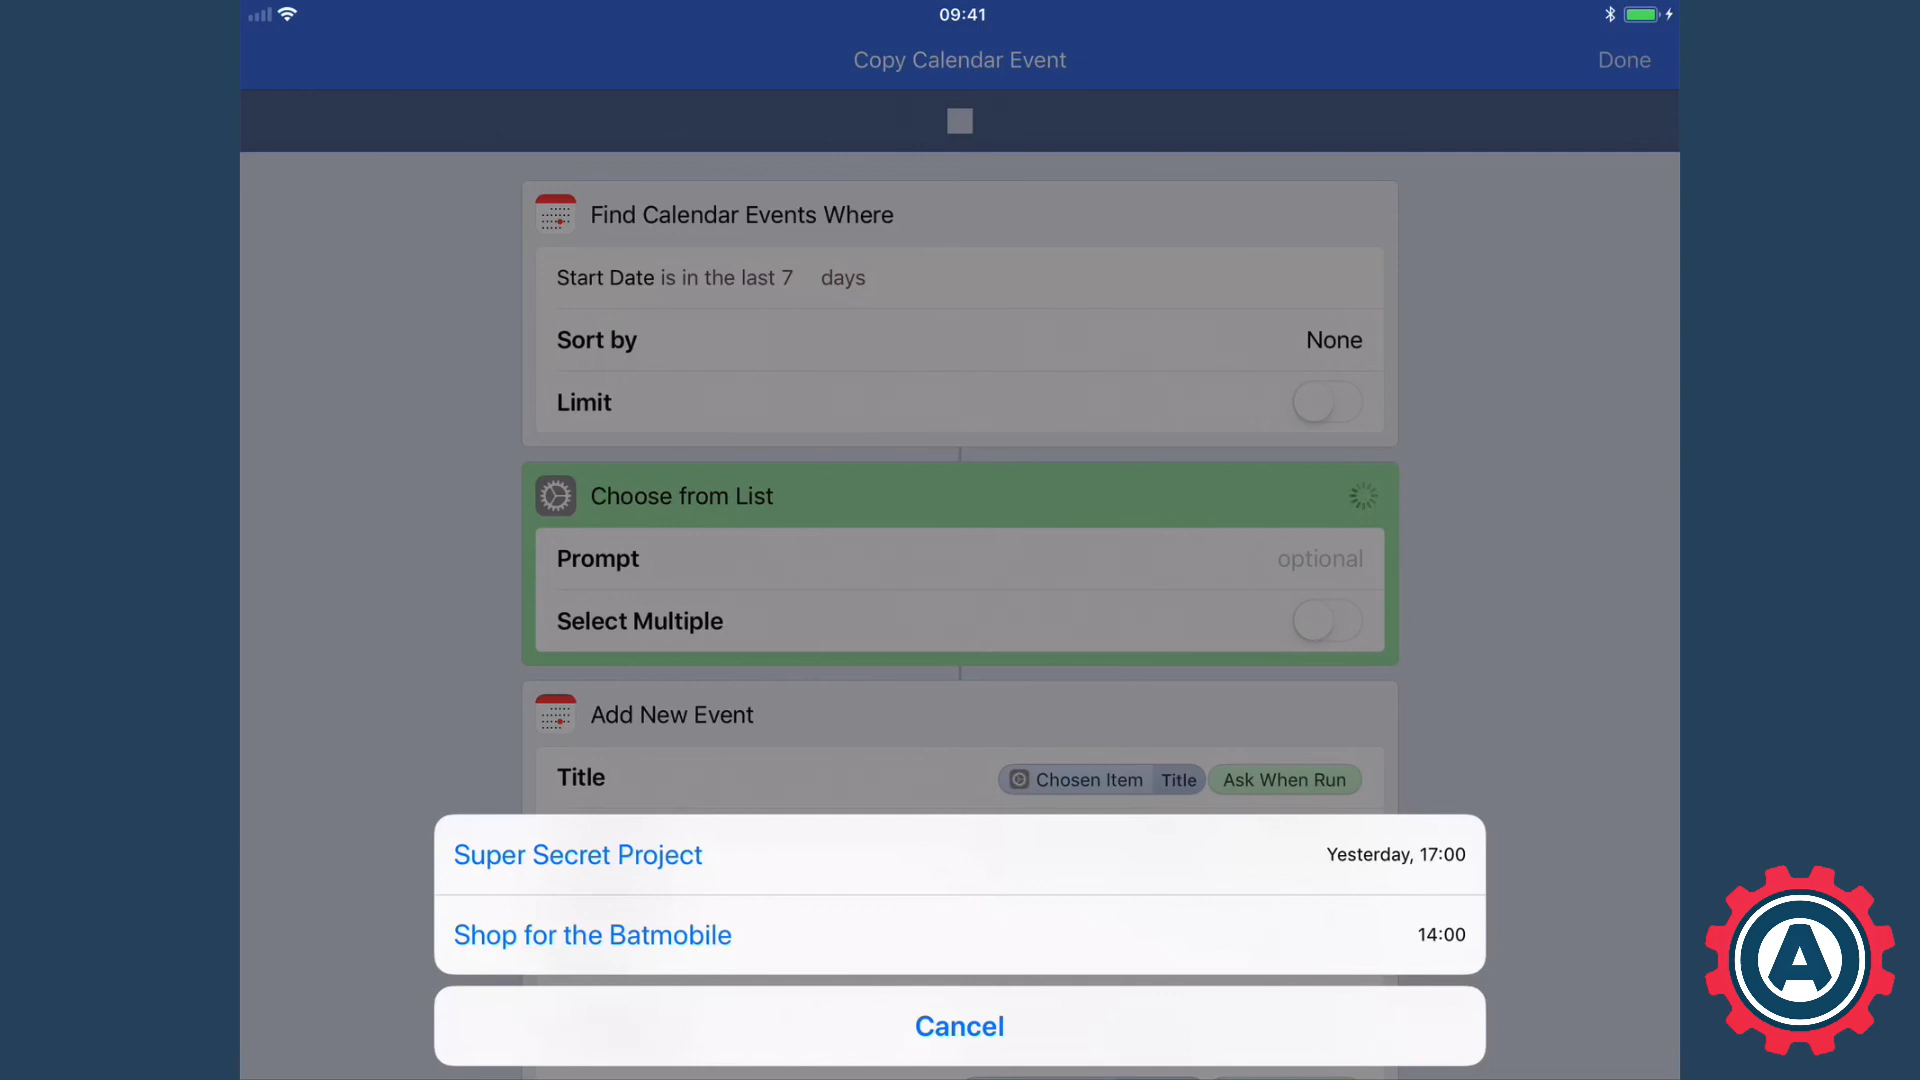 09:41
Copy Calendar Event
Done
Find Calendar Events Where
Start Date is in the last 7 days
Sort by None
Limit
Choose from List
Prompt optional
Select Multiple
Add New Event
Title Chosen Item Title Ask When Run
Super Secret Project Yesterday, 17:00
Shop for the Batmobile 14:00
Cancel
A